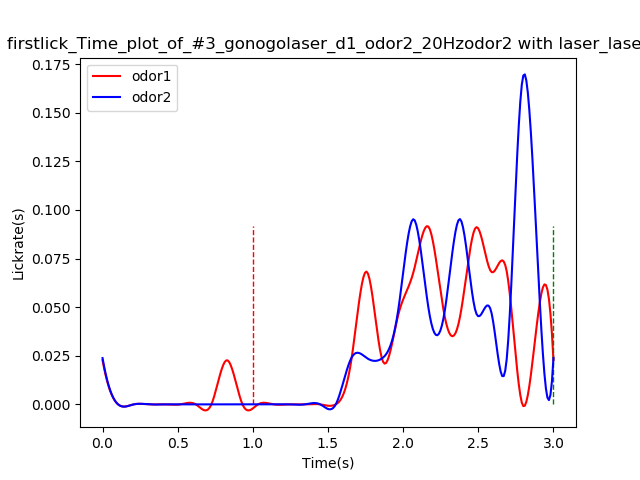 firstlick_Time_plot_of_#3_gonogolaser_d1_odor2_20Hzodor2 with laser_lase
odor1
odor2
0.175
0.150
0.125
0.100
0.075
0.050
0.025
0.000
Lickrate(s)
0.0 0.5 1.0 1.5 2.0 2.5 3.0
Time(s)